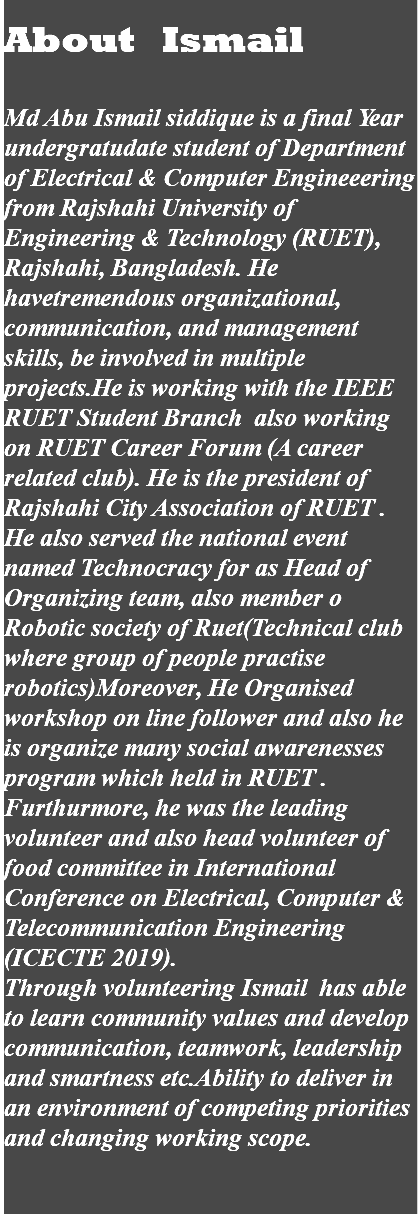 About Ismail
Md Abu Ismail siddique is a final Year
undergratudate student of Department
of Electrical & Computer Engineeering
from Rajshahi University of
Engineering & Technology (RUET),
Rajshahi, Bangladesh. He
havetremendous organizational,
communication, and management
skills, be involved in multiple
projects.He is working with the IEEE
RUET Student Branch  also working
on RUET Career Forum (A career
related club). He is the president of
Rajshahi City Association of RUET .
He also served the national event
named Technocracy for as Head of
Organizing team, also member o
Robotic society of Ruet(Technical club
where group of people practise
robotics)Moreover, He Organised
workshop on line follower and also he
is organize many social awarenesses
program which held in RUET .
Furthurmore, he was the leading
volunteer and also head volunteer of
food committee in International
Conference on Electrical, Computer &
Telecommunication Engineering
(ICECTE 2019).
Through volunteering Ismail  has able
to learn community values and develop
communication, teamwork, leadership
and smartness etc.Ability to deliver in
an environment of competing priorities
and changing working scope.